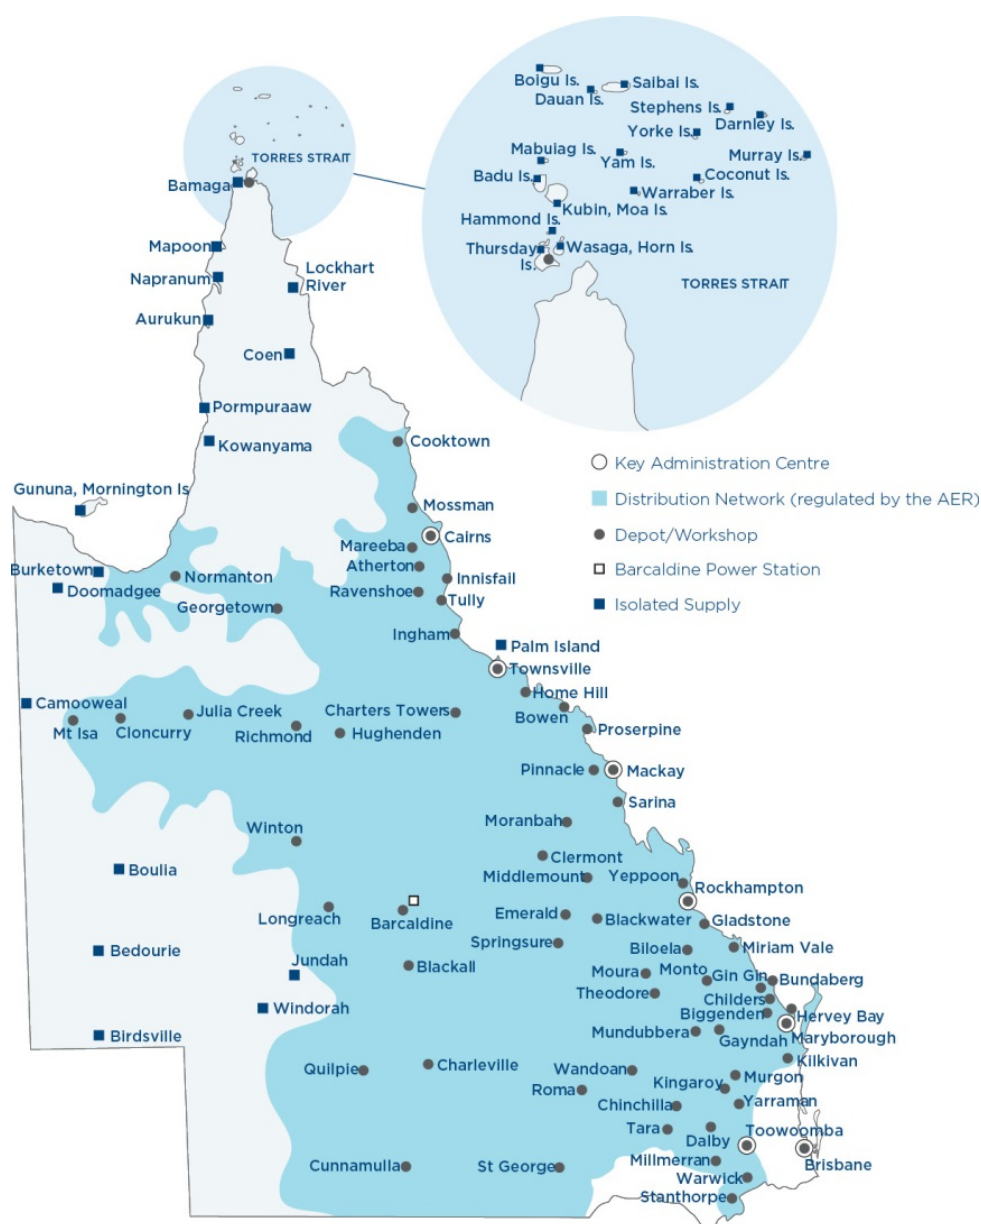 Boigu Is.
Saibai Is.
Dauan Is.
Stephens Is.
Darnley Is.
Yorke Is.
Mabuiag Is.
Yam Is.
Murray Is.
TORRES STRAIT
Badu Is.
Coconut Is.
Bamaga
Warraber Is.
Kubin, Moa Is.
Hammond Is.
Mapoon
Thursday
Is.
Wasaga, Horn Is.
Napranum
Lockhart
River
TORRES STRAIT
Aurukun
Coen
Pormpuraaw
Kowanyama
Cooktown
Key Administration Centre
Gununa, Mornington Is
Distribution Network (regulated by the AER)
Mossman
Depot/Workshop
Cairns
Mareeba
Atherton
Barcaldine Power Station
Burketown
Normanton
Innisfail
Doomadgee
Ravenshoe
Tully
Isolated Supply
Georgetown
Ingham
Palm Island
Townsville
Home Hill
Camooweal
Julia Creek
Charters Towers
Bowen
Mt Isa
Cloncurry
Richmond
Hughenden
Proserpine
Pinnacle
Mackay
Sarina
Moranbah
Winton
Clermont
Boulia
Middlemount
Yeppoon
Rockhampton
Longreach
Barcaldine
Emerald
Blackwater
Gladstone
Springsure
Biloela
Miriam Vale
Bedourie
Jundah
Blackall
Moura
Monto
Gin Gin
Bundaberg
Theodore
Childers
Windorah
Biggenden
Hervey Bay
Birdsville
Mundubbera
Gayndah
Maryborough
Kilkivan
Quilpie
Charleville
Wandoan
Murgon
Roma
Kingaroy
Chinchilla
Yarraman
Tara
Dalby
Toowoomba
Cunnamulla
St George
Millmerran
Brisbane
Warwick
Stanthorpe